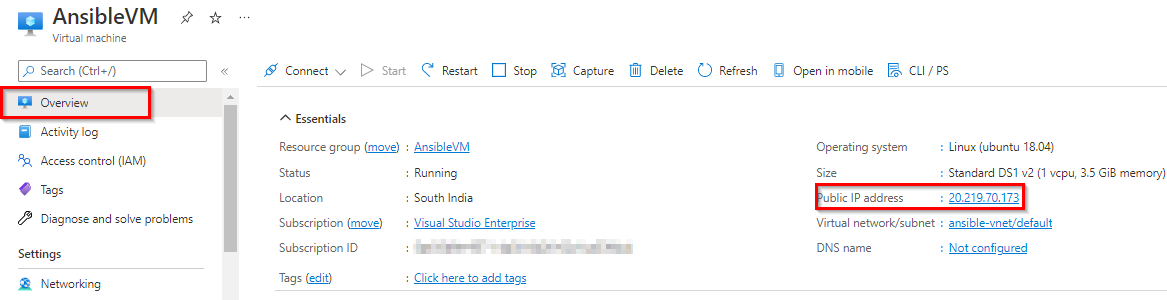 AnsibleVM
Virtual machine
Search (Ctrl+/)
Overview
Activity log
Access control (IAM)
Tags
Diagnose and solve problems
Settings
Networking
Connect Start Restart Stop Capture Delete Refresh Open in mobile CLI / PS
Essentials
Resource group (move) : AnsibleVM
Status : Running
Location : South India
Subscription (move) : Visual Studio Enterprise
Subscription ID :
Tags (edit) : Click here to add tags
Operating system : Linux (ubuntu 18.04)
Size : Standard DS1 v2 (1 vcpu, 3.5 GiB memory)
Public IP address : 20.219.70.173
Virtual network/subnet : ansible-vnet/default
DNS name : Not configured